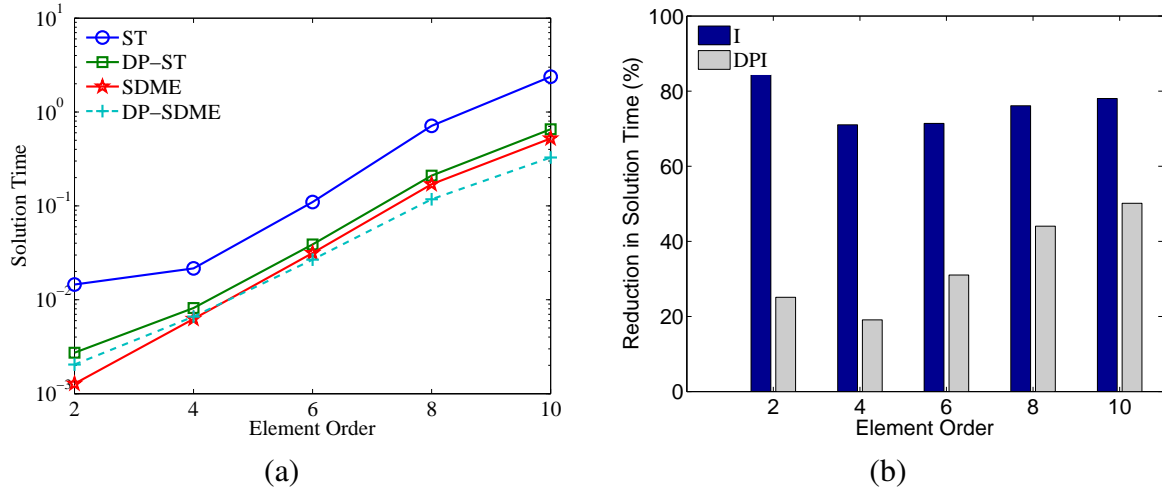 10^1
10^0
10^−1
10^−2
10^−3
Solution Time
ST
DP−ST
SDME
DP−SDME
2 4 6 8 10
Element Order
(a)
100
80
60
40
20
0
Reduction in Solution Time (%)
I
DPI
2 4 6 8 10
Element Order
(b)